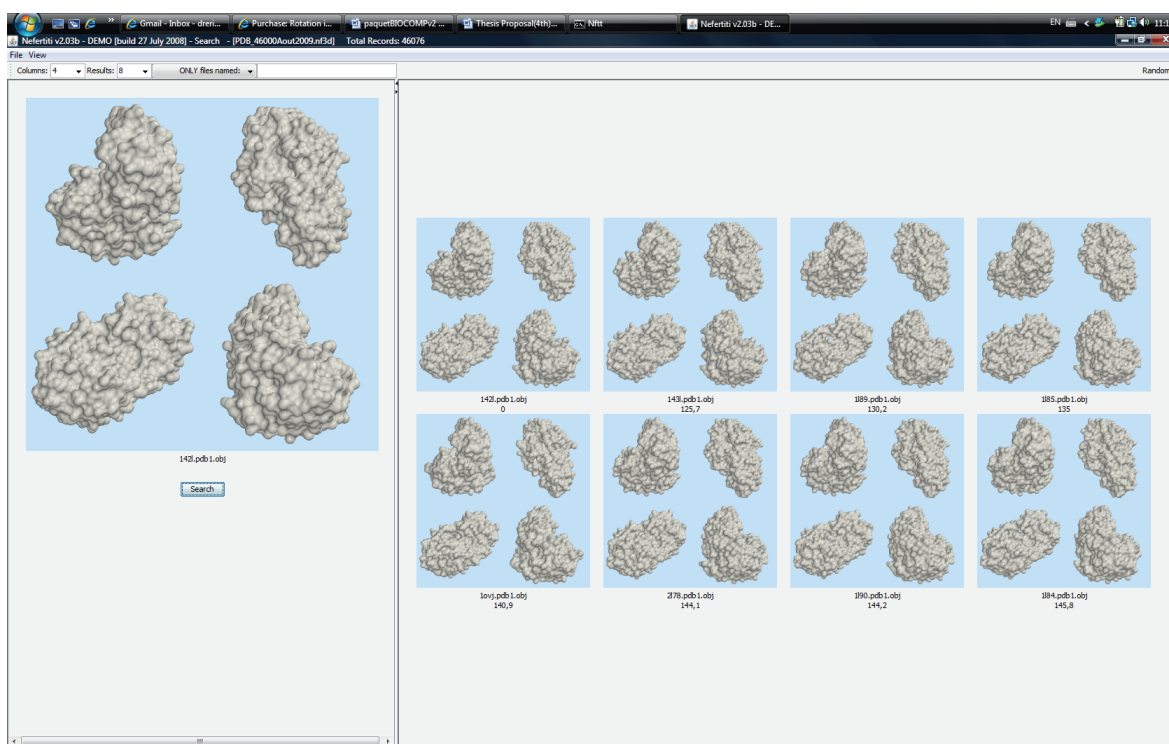 Gmail - Inbox - dreri... Purchase: Rotation i... paquetBIOCOMPv2 ... Thesis Proposal(4th)... Nftt Nefertiti v2.03b - DE... EN
Nefertiti v2.03b - DEMO [build 27 July 2008] - Search - [PDB_46000Aout2009.nf3d] Total Records: 46076
File View
Columns: 4 Results: 8 ONLY files named: Random
142l.pdb1.obj
Search
142l.pdb1.obj 143l.pdb1.obj 1l89.pdb1.obj 1l85.pdb1.obj
0 125,7 130,2 135
1ovj.pdb1.obj 2l78.pdb1.obj 1l90.pdb1.obj 1l84.pdb1.obj
140,9 144,1 144,2 145,8